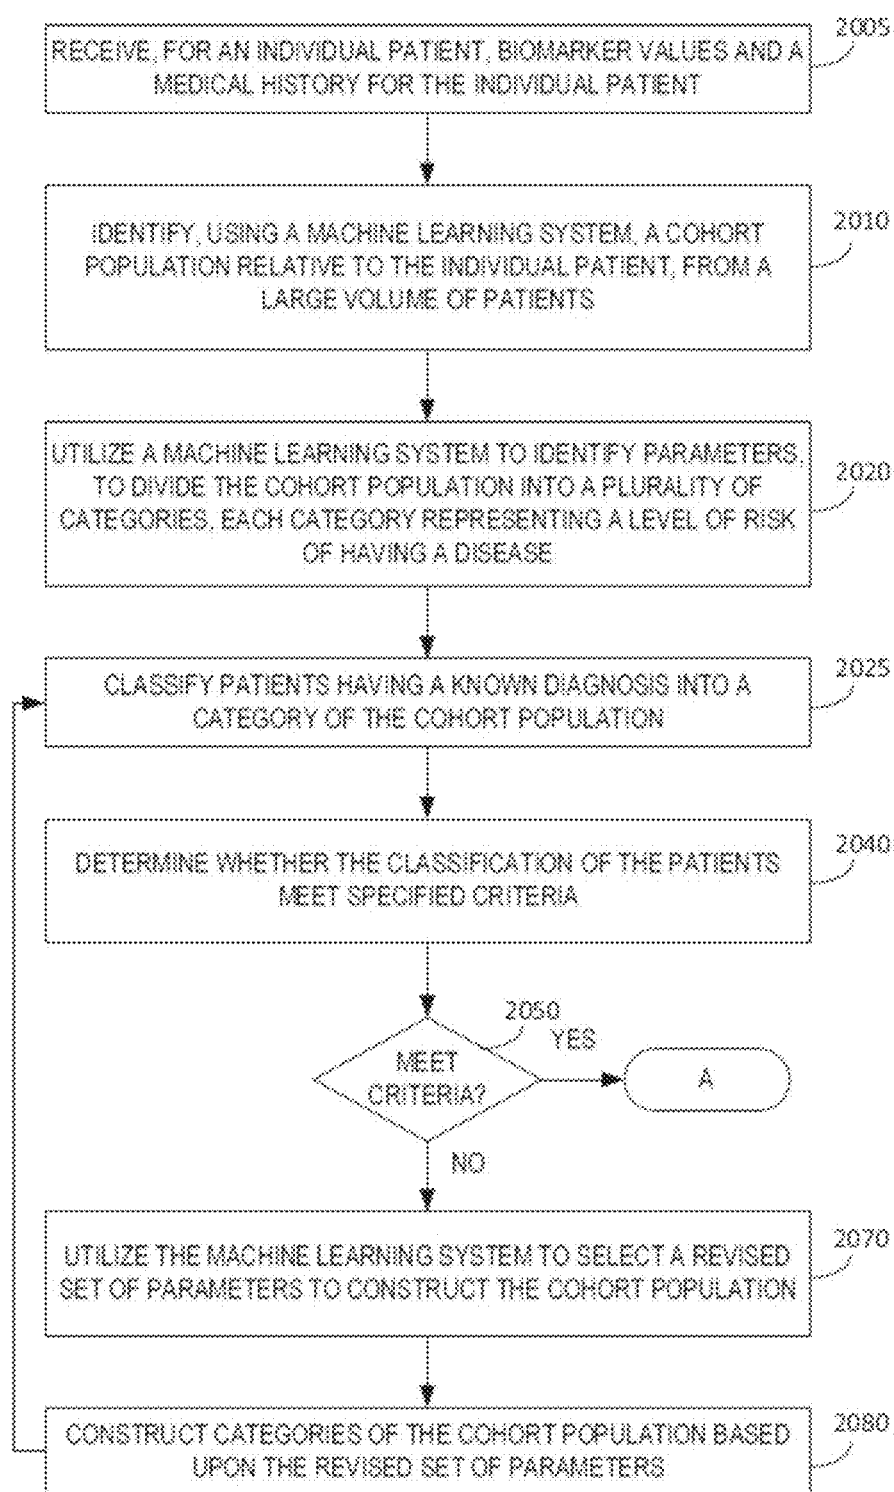 2005
RECEIVE, FOR AN INDIVIDUAL PATIENT, BIOMARKER VALUES AND A
MEDICAL HISTORY FOR THE INDIVIDUAL PATIENT
2010
IDENTIFY, USING A MACHINE LEARNING SYSTEM, A COHORT
POPULATION RELATIVE TO THE INDIVIDUAL PATIENT, FROM A
LARGE VOLUME OF PATIENTS
2020
UTILIZE A MACHINE LEARNING SYSTEM TO IDENTIFY PARAMETERS,
TO DIVIDE THE COHORT POPULATION INTO A PLURALITY OF
CATEGORIES, EACH CATEGORY REPRESENTING A LEVEL OF RISK
OF HAVING A DISEASE
2025
CLASSIFY PATIENTS HAVING A KNOWN DIAGNOSIS INTO A
CATEGORY OF THE COHORT POPULATION
2040
DETERMINE WHETHER THE CLASSIFICATION OF THE PATIENTS
MEET SPECIFIED CRITERIA
2050
YES
MEET
CRITERIA?
A
NO
2070
UTILIZE THE MACHINE LEARNING SYSTEM TO SELECT A REVISED
SET OF PARAMETERS TO CONSTRUCT THE COHORT POPULATION
2080
CONSTRUCT CATEGORIES OF THE COHORT POPULATION BASED
UPON THE REVISED SET OF PARAMETERS